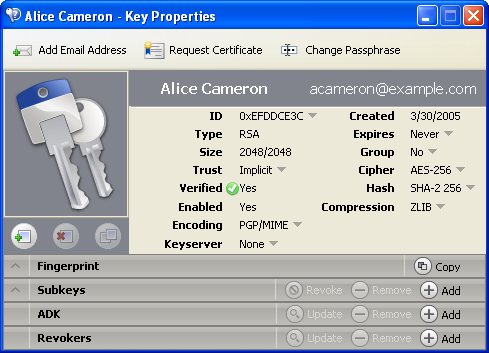 Alice Cameron - Key Properties
Add Email Address Request Certificate Change Passphrase
Alice Cameron acameron@example.com
ID 0xEFDDCE3C Created 3/30/2005
Type RSA Expires Never
Size 2048/2048 Group No
Trust Implicit Cipher AES-256
Verified Yes Hash SHA-2 256
Enabled Yes Compression ZLIB
Encoding PGP/MIME
Keyserver None
Fingerprint Copy
Subkeys Revoke Remove Add
ADK Update Remove Add
Revokers Update Remove Add